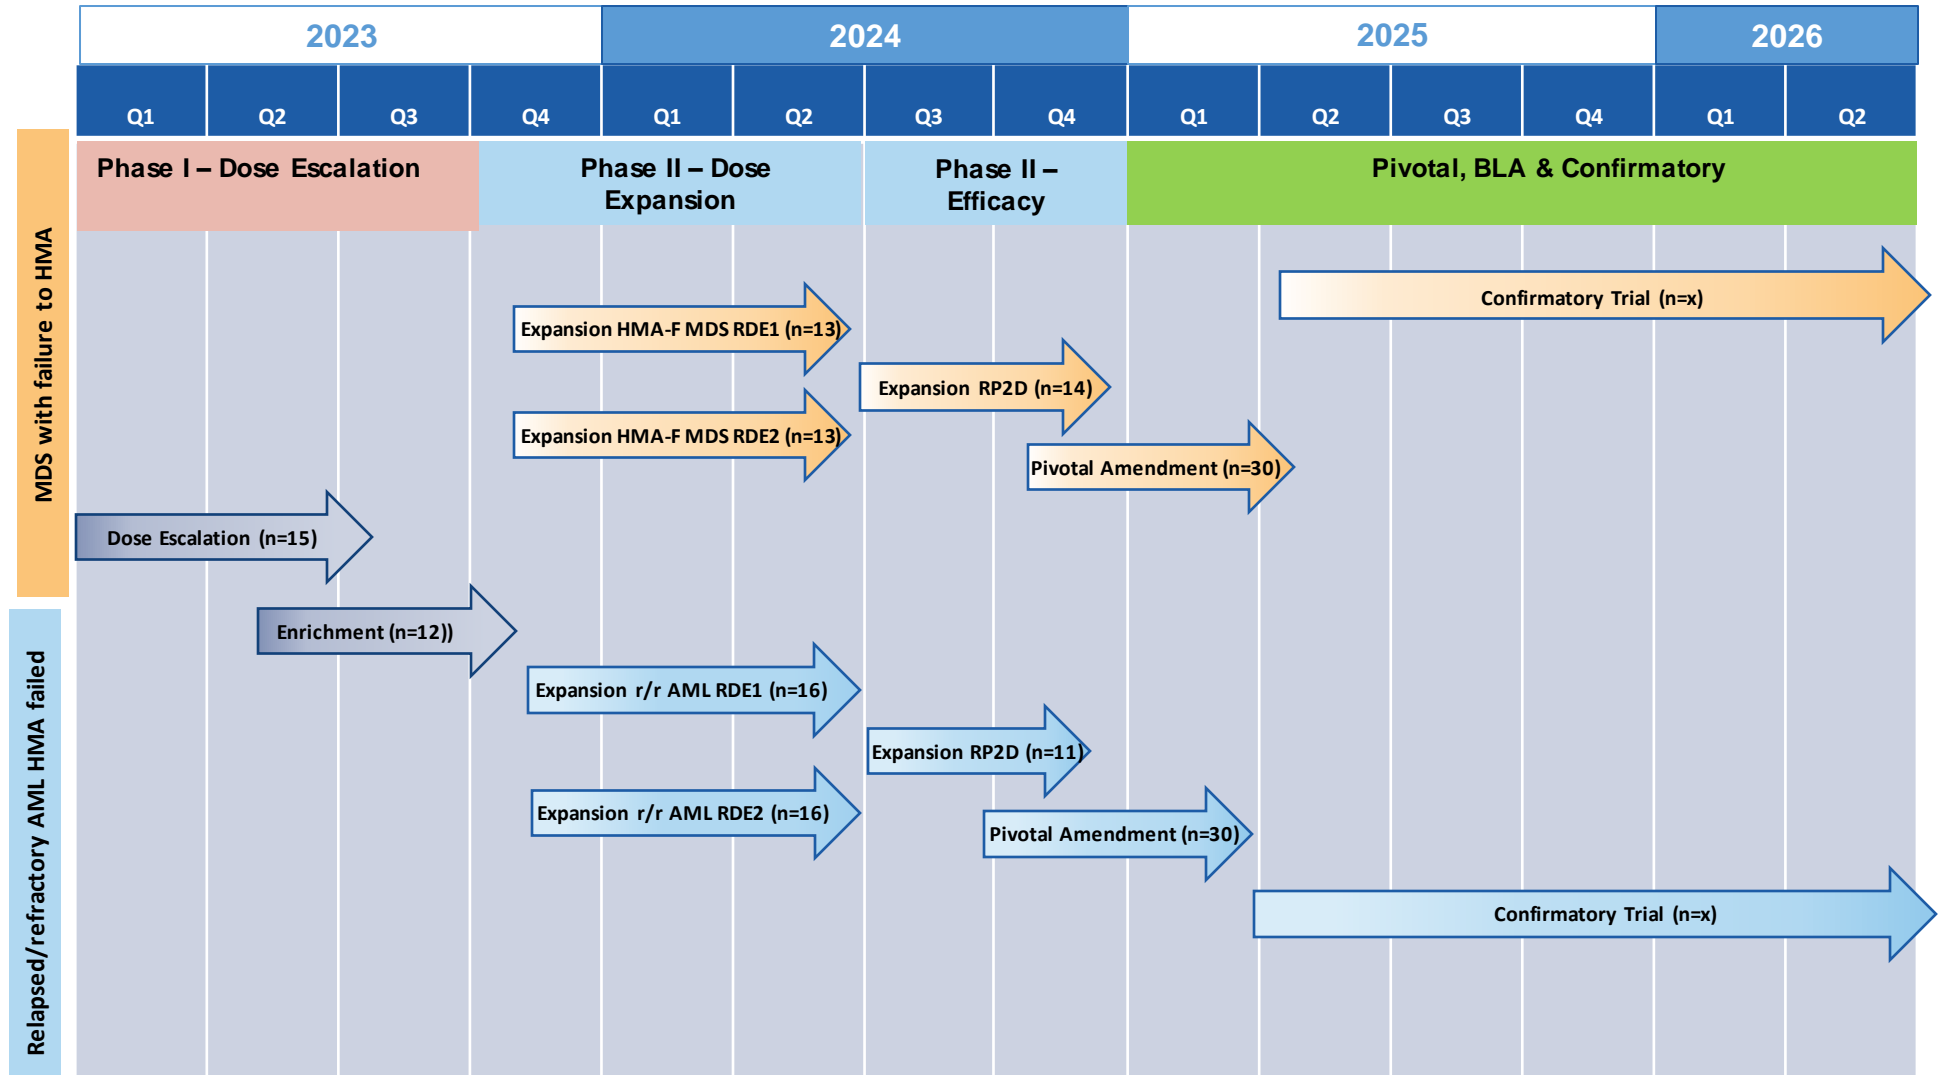 2023
2024
2025
2026
Q1
Q2
Q3
Q4
Q1
Q2
Q3
Q4
Q1
Q2
Q3
Q4
Q1
Q2
Phase I – Dose Escalation
Phase II – Dose
Expansion
Phase II –
Efficacy
Pivotal, BLA & Confirmatory
MDS with failure to HMA
Confirmatory Trial (n=x)
Expansion HMA-F MDS RDE1 (n=13)
Expansion RP2D (n=14)
Expansion HMA-F MDS RDE2 (n=13)
Pivotal Amendment (n=30)
Dose Escalation (n=15)
Enrichment (n=12))
Relapsed/refractory AML HMA failed
Expansion r/r AML RDE1 (n=16)
Expansion RP2D (n=11)
Expansion r/r AML RDE2 (n=16)
Pivotal Amendment (n=30)
Confirmatory Trial (n=x)